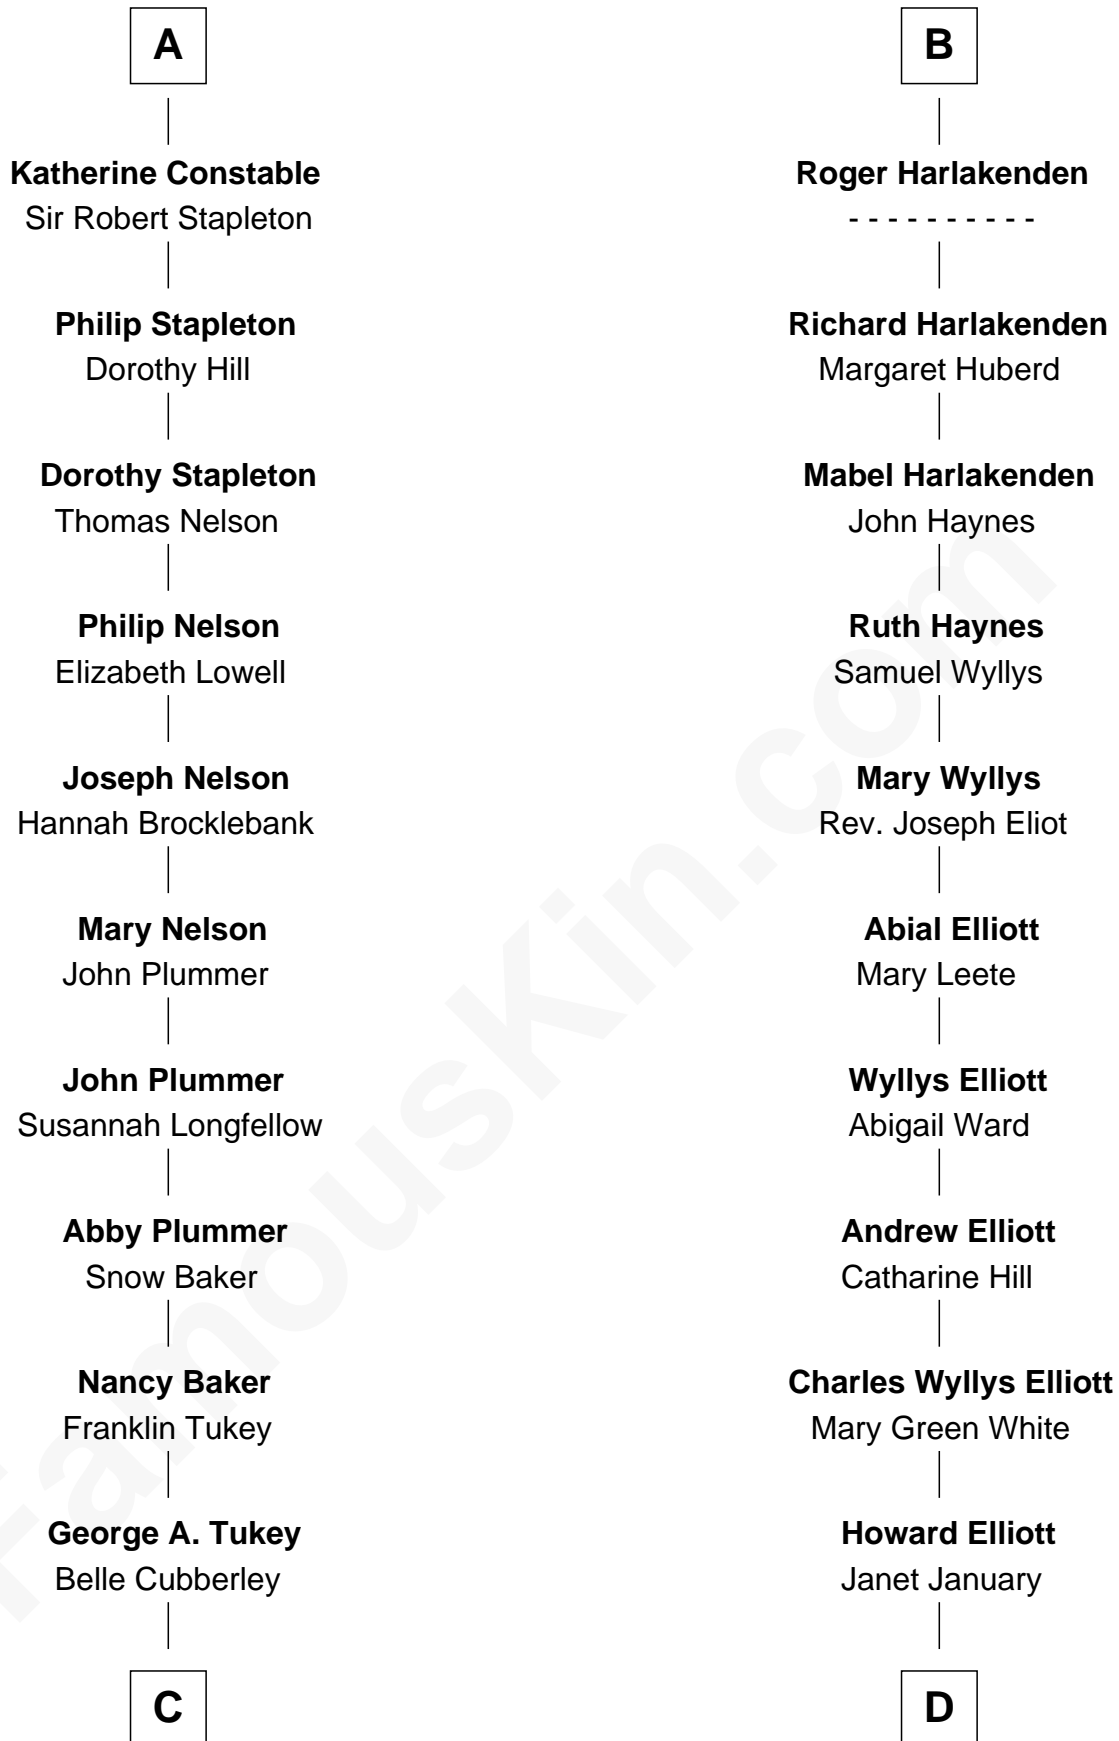 A
Katherine Constable
Sir Robert Stapleton
Philip Stapleton
Dorothy Hill
Dorothy Stapleton
Thomas Nelson
Philip Nelson
Elizabeth Lowell
Joseph Nelson
Hannah Brocklebank
Mary Nelson
John Plummer
John Plummer
Susannah Longfellow
Abby Plummer
Snow Baker
Nancy Baker
Franklin Tukey
George A. Tukey
Belle Cubberley
C
B
Roger Harlakenden
- - - - - - - - - -
Richard Harlakenden
Margaret Huberd
Mabel Harlakenden
John Haynes
Ruth Haynes
Samuel Wyllys
Mary Wyllys
Rev. Joseph Eliot
Abial Elliott
Mary Leete
Wyllys Elliott
Abigail Ward
Andrew Elliott
Catharine Hill
Charles Wyllys Elliott
Mary Green White
Howard Elliott
Janet January
D
FamousKin.com